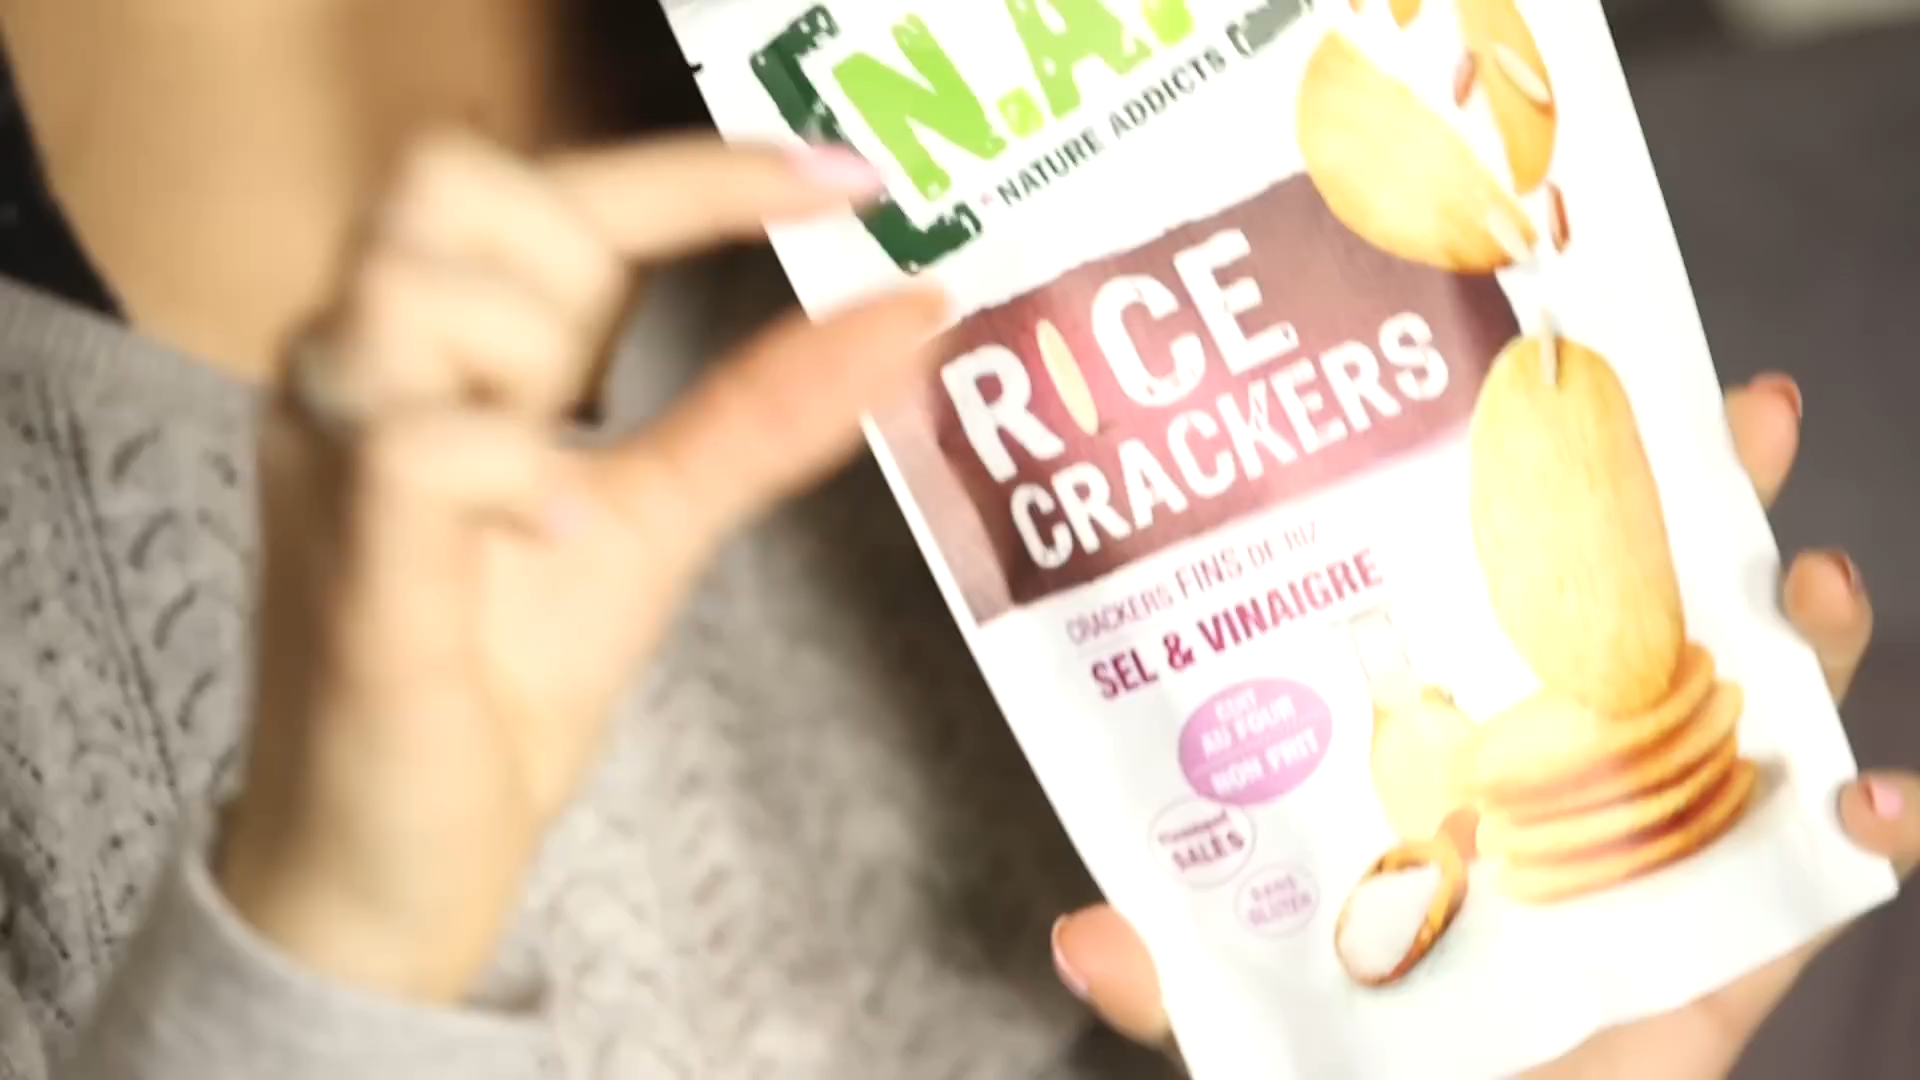 N.A.
NATURE ADDICTS
RICE
CRACKERS
CRACKERS FINS DE RIZ
SEL & VINAIGRE
CUIT
AU FOUR
NON FRIT
SALÉS
SANS
GLUTEN